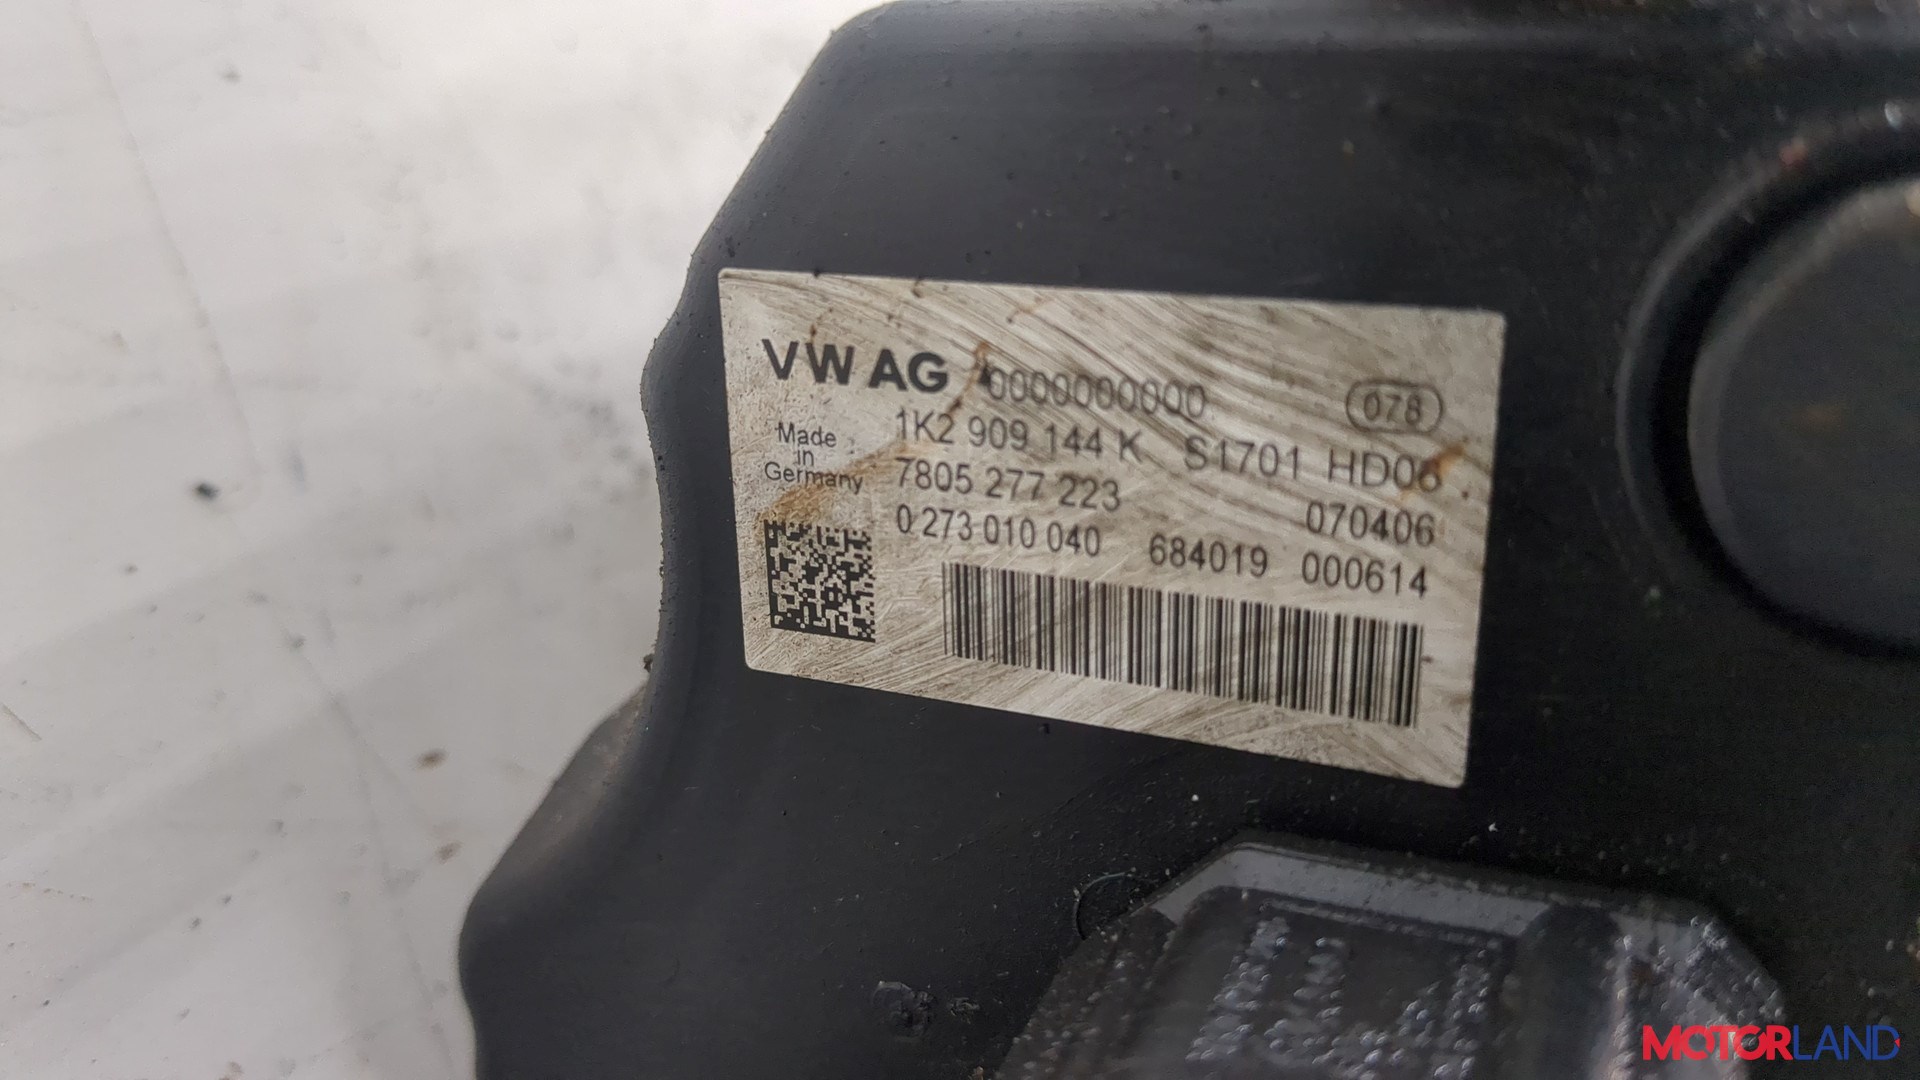 VW AG 0000000000 078
Made in Germany
1K2 909 144 K S1701 HD08
7805 277 223 070406
0 273 010 040 684019 000614
MOTORLAND